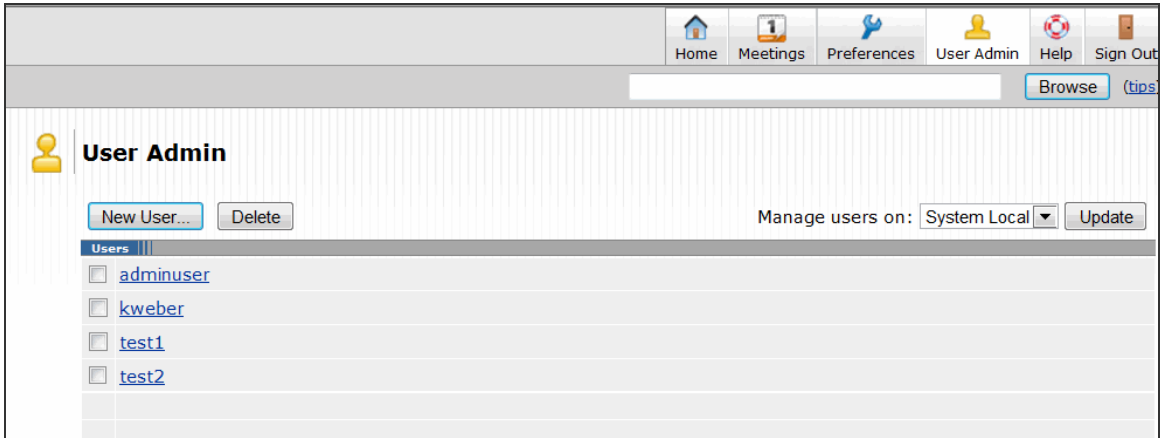 1
Home Meetings Preferences User Admin Help Sign Out
Browse (tips)
User Admin
New User... Delete Manage users on: System Local Update
Users
adminuser
kweber
test1
test2